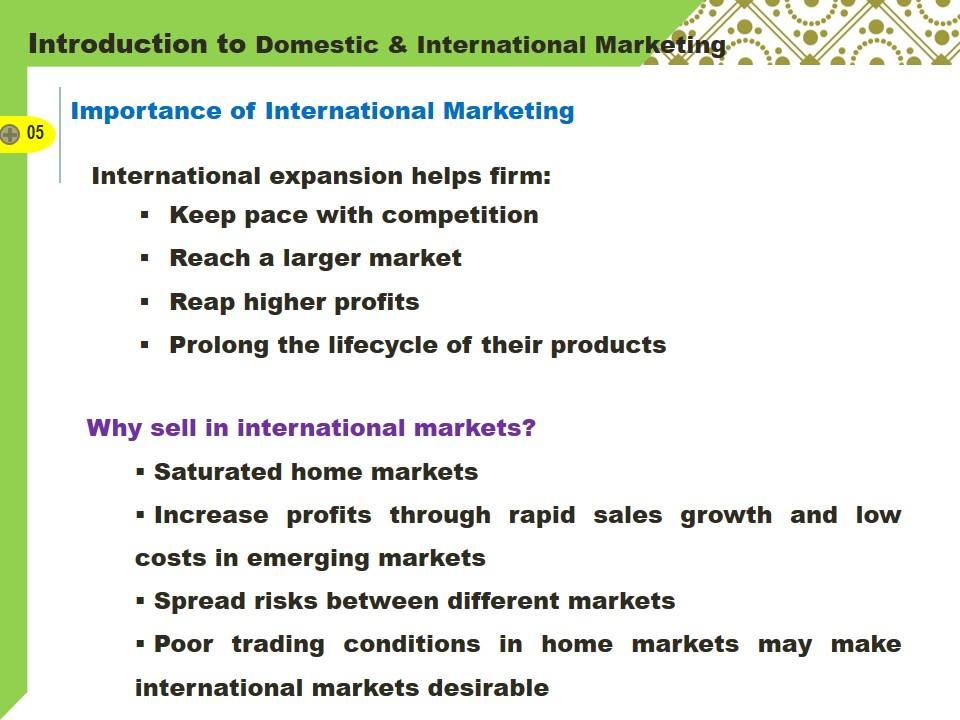 Introduction to Domestic & International Marketing
Importance of International Marketing
05
International expansion helps firm:
▪ Keep pace with competition
▪ Reach a larger market
▪ Reap higher profits
▪ Prolong the lifecycle of their products
Why sell in international markets?
▪ Saturated home markets
▪ Increase profits through rapid sales growth and low
costs in emerging markets
▪ Spread risks between different markets
▪ Poor trading conditions in home markets may make
international markets desirable